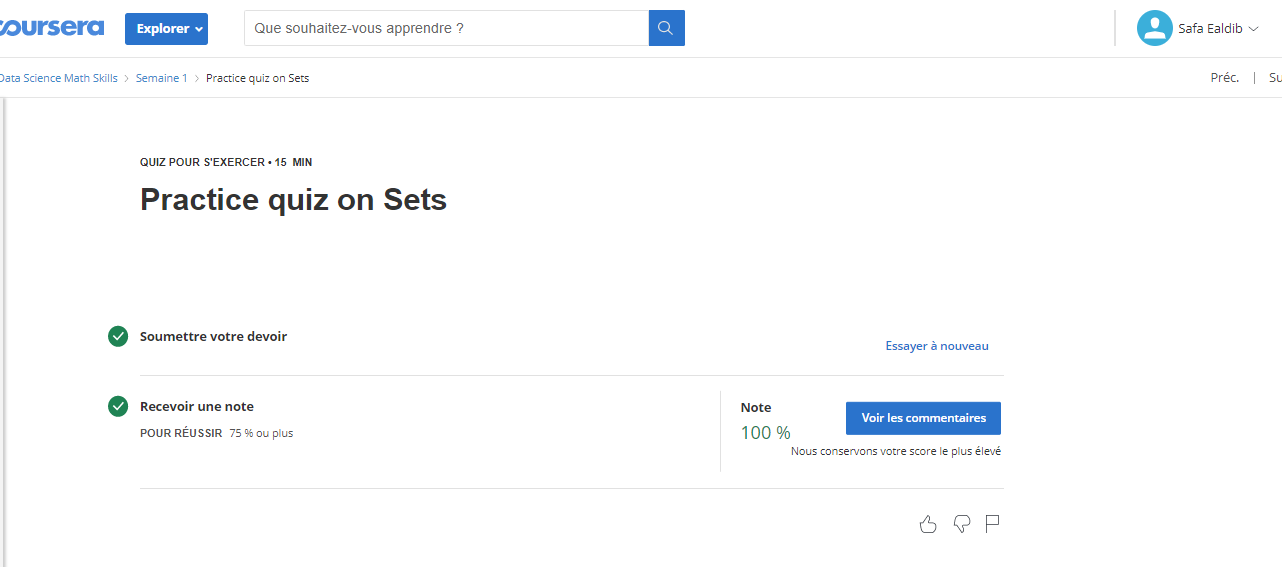 coursera Explorer Que souhaitez-vous apprendre ? Safa Ealdib
Data Science Math Skills > Semaine 1 > Practice quiz on Sets Préc. | Su
QUIZ POUR S'EXERCER • 15 MIN
Practice quiz on Sets
Soumettre votre devoir
Essayer à nouveau
Recevoir une note
POUR RÉUSSIR 75 % ou plus
Note
100 %
Voir les commentaires
Nous conservons votre score le plus élevé